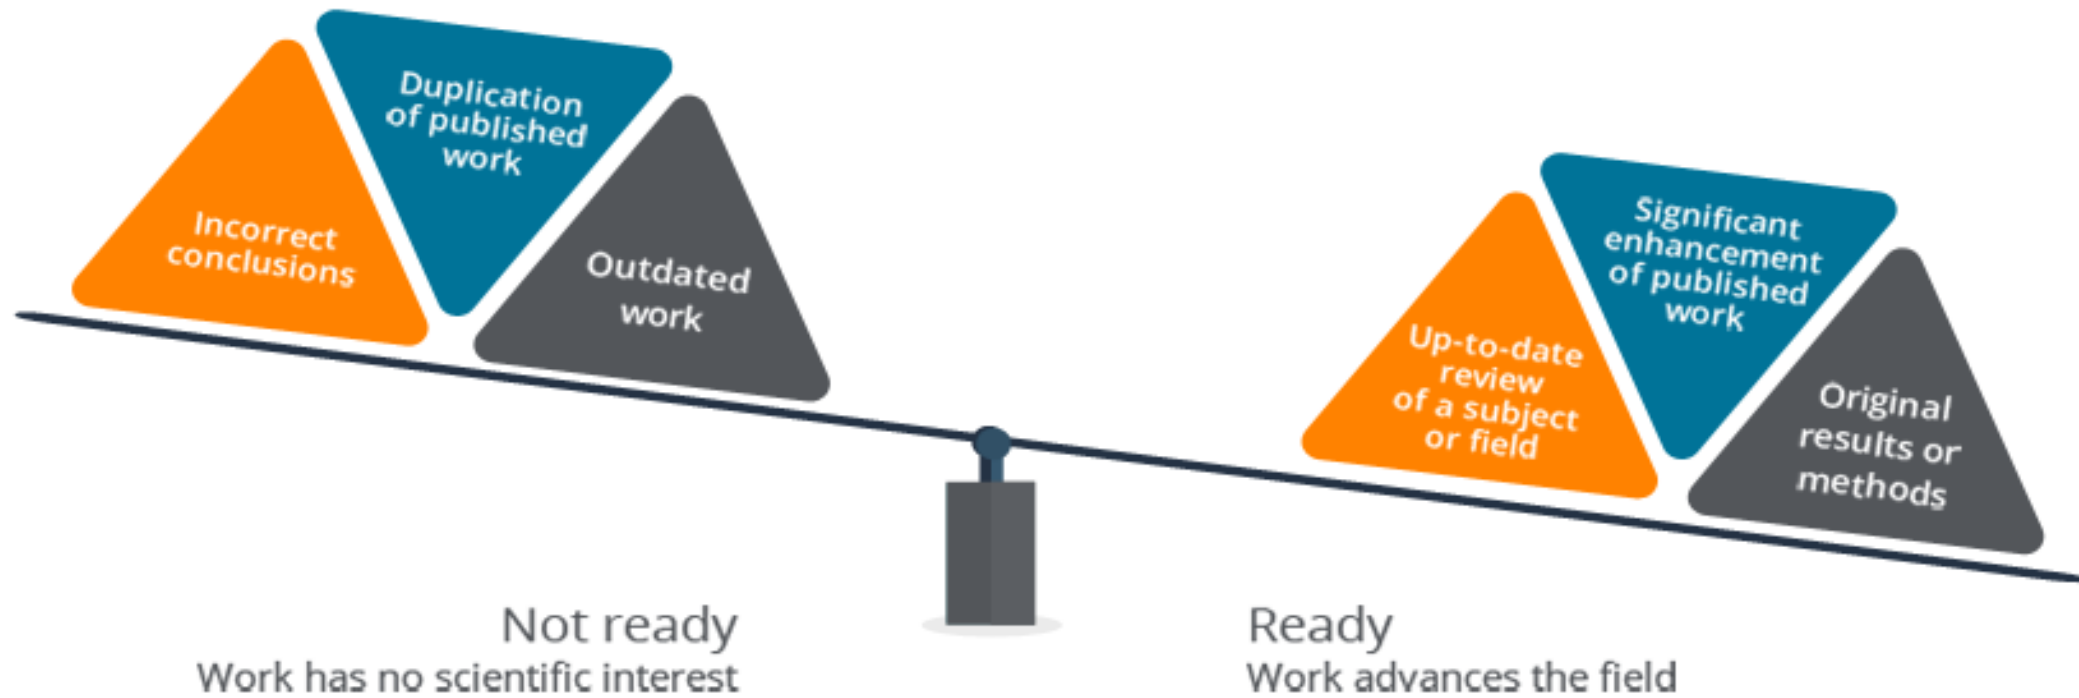 Duplication
of published
work
Incorrect
conclusions
Outdated
work
Significant
enhancement
of published
work
Up-to-date
review
of a subject
or field
Original
results or
methods
Not ready
Work has no scientific interest
Ready
Work advances the field